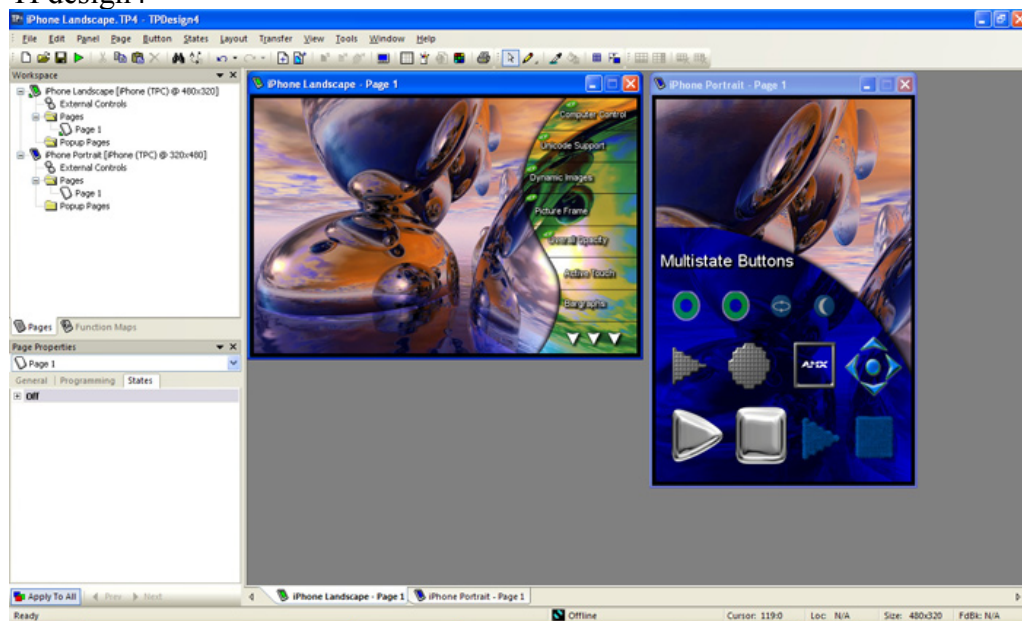 TPdesign4
iPhone Landscape.TP4 - TPDesign4
File Edit Panel Page Button States Layout Transfer View Tools Window Help
Workspace
iPhone Landscape [iPhone (TPC) @ 480x320]
External Controls
Pages
Page 1
Popup Pages
iPhone Portrait [iPhone (TPC) @ 320x480]
External Controls
Pages
Page 1
Popup Pages
Pages Function Maps
Page Properties
Page 1
General Programming States
Off
Apply To All Prev Next
iPhone Landscape - Page 1
Computer Control
Unicode Support
Dynamic Images
Picture Frame
Overall Opacity
Active Touch
Bargraphs
iPhone Portrait - Page 1
Multistate Buttons
AMX
iPhone Landscape - Page 1 iPhone Portrait - Page 1
Ready Offline Cursor: 119:0 Loc: N/A Size: 480x320 FdBk: N/A